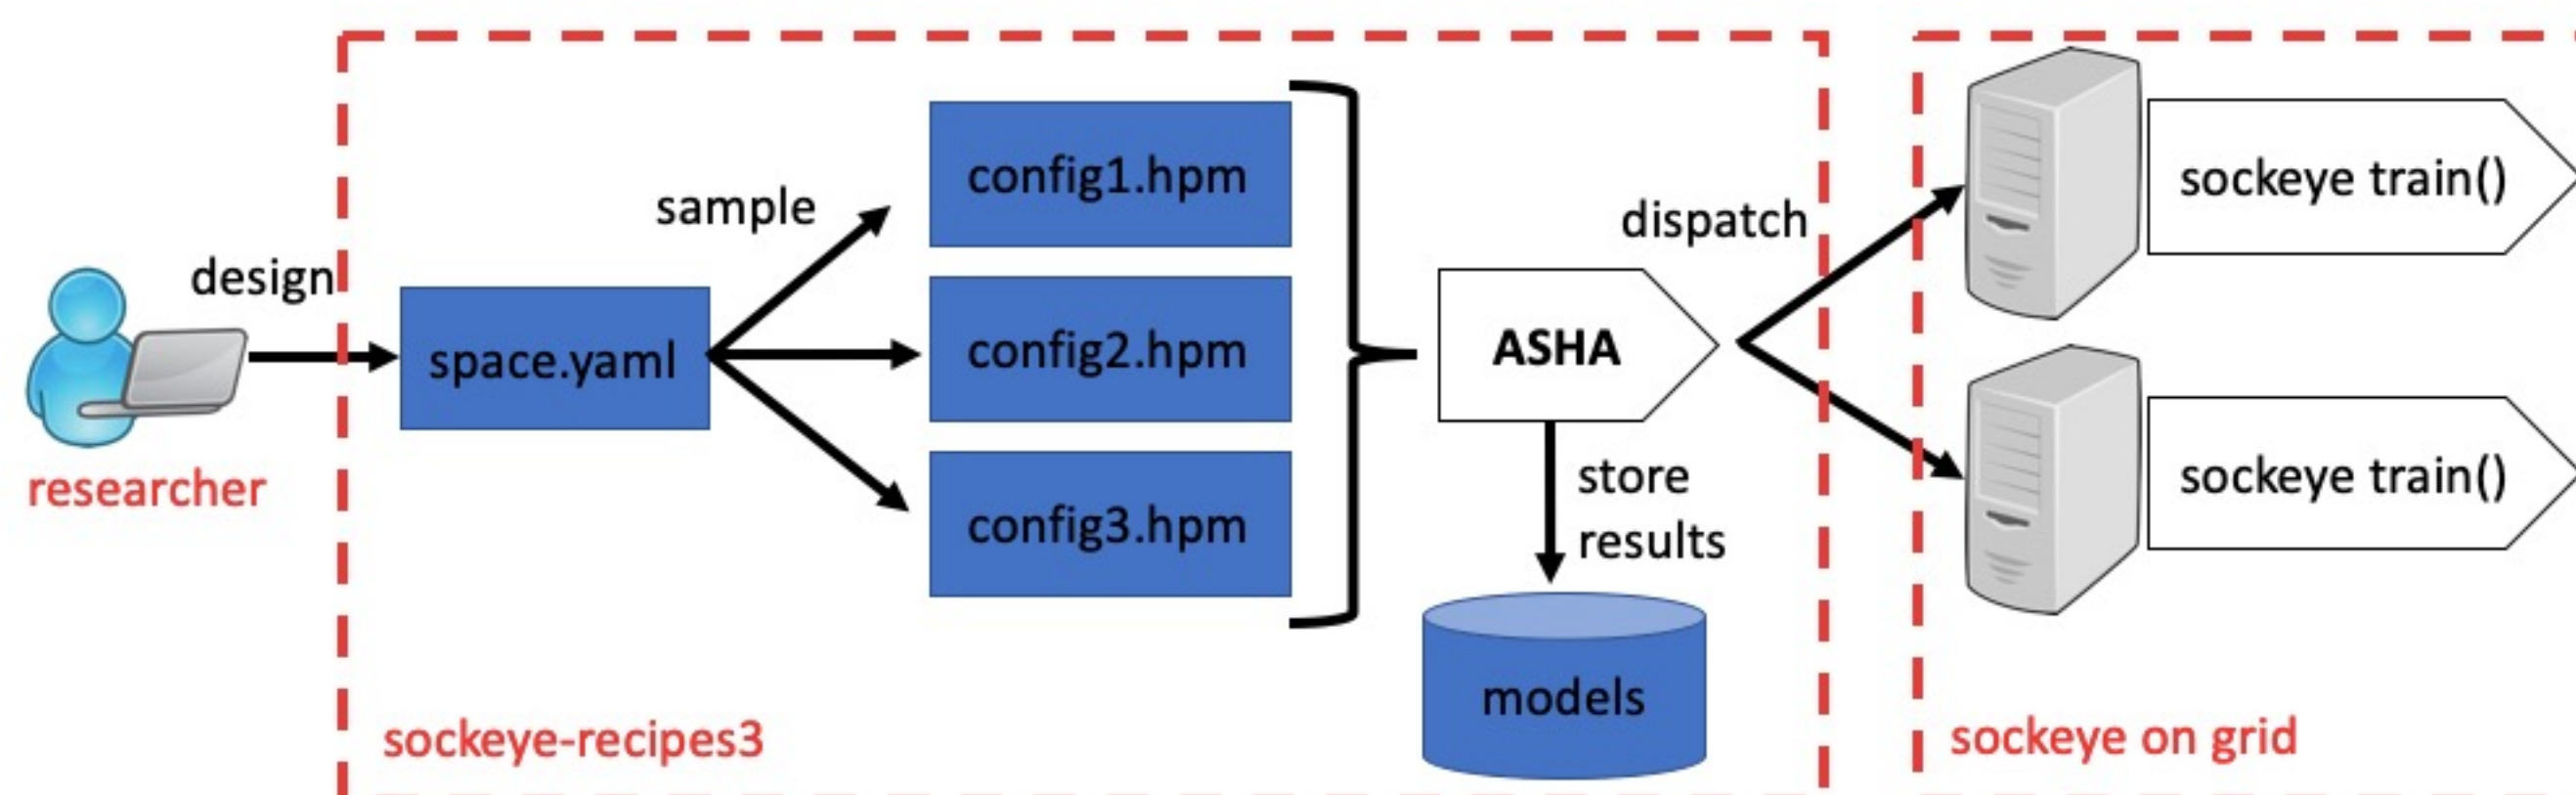 design
researcher
space.yaml
sample
config1.hpm
config2.hpm
config3.hpm
ASHA
store
results
models
dispatch
sockeye-recipes3
sockeye train()
sockeye train()
sockeye on grid